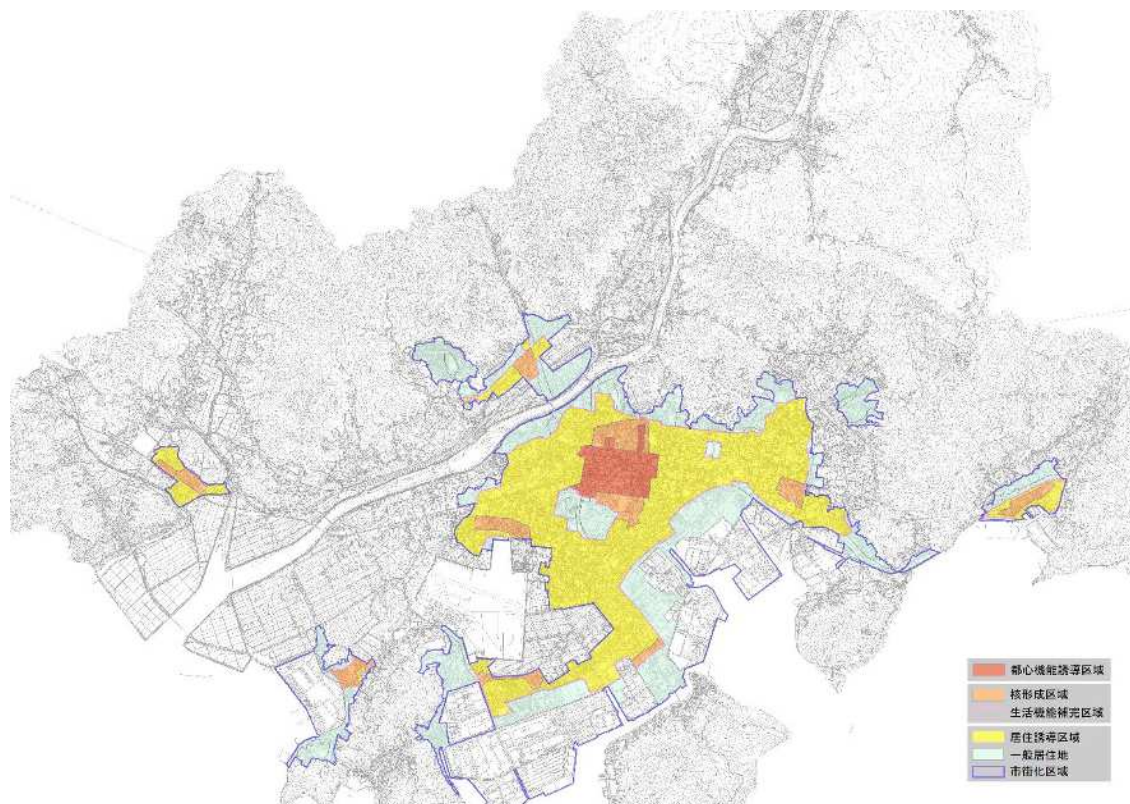 都心機能誘導区域
核形成区域
生活機能補完区域
居住誘導区域
一般居住地
市街化区域